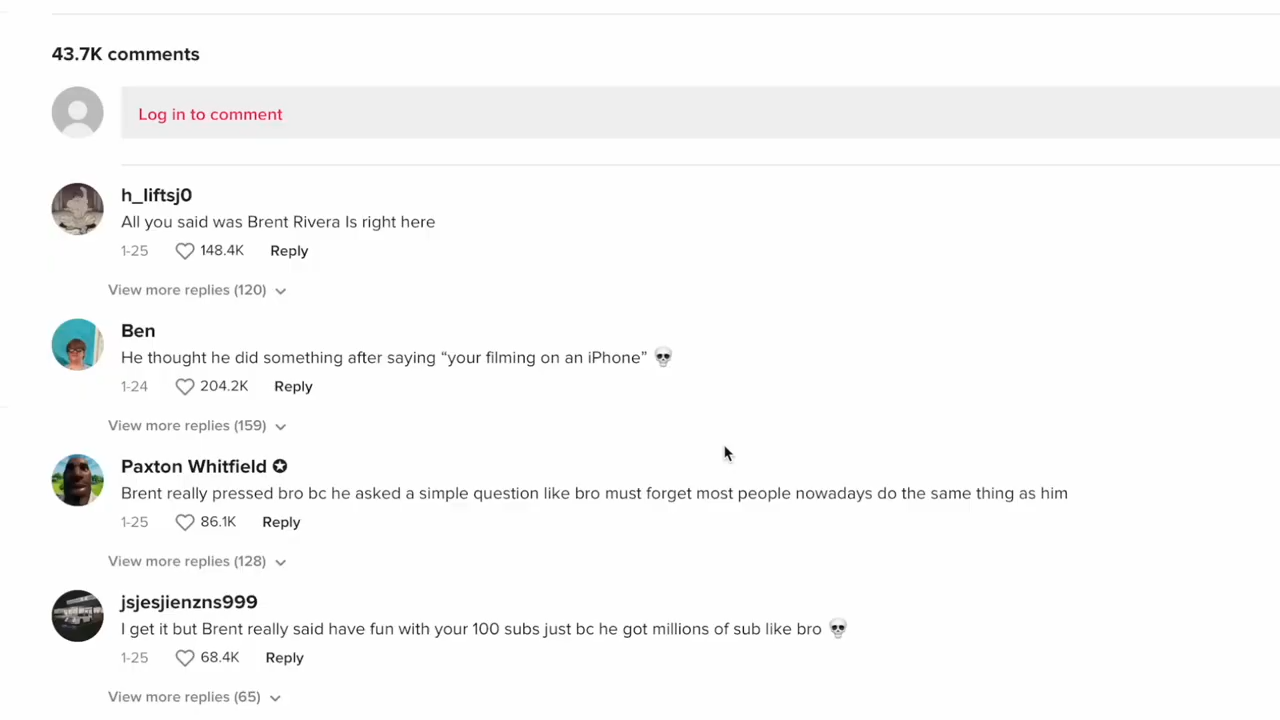 43.7K comments
Log in to comment
h_liftsj0
All you said was Brent Rivera Is right here
1-25 148.4K Reply
View more replies (120)
Ben
He thought he did something after saying “your filming on an iPhone” 💀
1-24 204.2K Reply
View more replies (159)
Paxton Whitfield
Brent really pressed bro bc he asked a simple question like bro must forget most people nowadays do the same thing as him
1-25 86.1K Reply
View more replies (128)
jsjesjienzns999
I get it but Brent really said have fun with your 100 subs just bc he got millions of sub like bro 💀
1-25 68.4K Reply
View more replies (65)